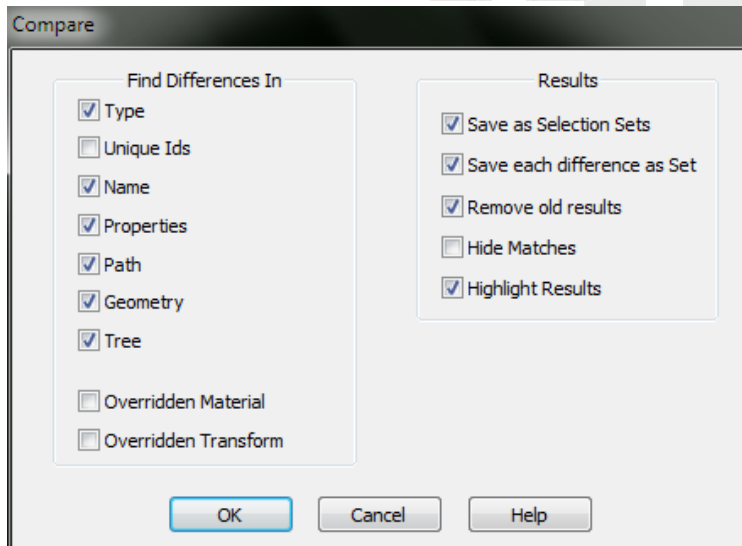 Compare
Find Differences In
Type
Unique Ids
Name
Properties
Path
Geometry
Tree
Overridden Material
Overridden Transform
Results
Save as Selection Sets
Save each difference as Set
Remove old results
Hide Matches
Highlight Results
OK
Cancel
Help